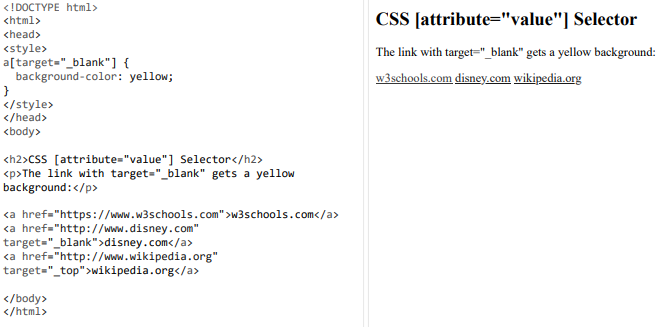 <!DOCTYPE html>
<html>
<head>
<style>
a[target="_blank"] {
  background-color: yellow;
}
</style>
</head>
<body>

<h2>CSS [attribute="value"] Selector</h2>
<p>The link with target="_blank" gets a yellow
background:</p>

<a href="https://www.w3schools.com">w3schools.com</a>
<a href="http://www.disney.com"
target="_blank">disney.com</a>
<a href="http://www.wikipedia.org"
target="_top">wikipedia.org</a>

</body>
</html>

CSS [attribute="value"] Selector
The link with target="_blank" gets a yellow background:
w3schools.com disney.com wikipedia.org